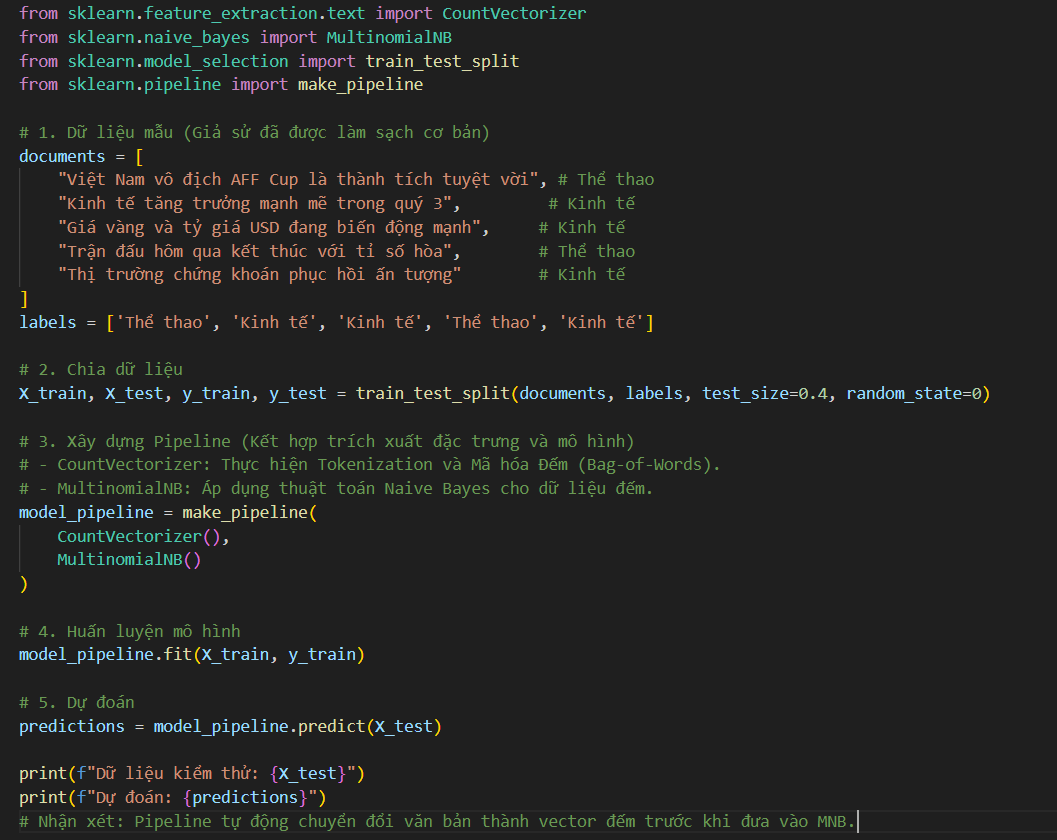 from sklearn.feature_extraction.text import CountVectorizer
from sklearn.naive_bayes import MultinomialNB
from sklearn.model_selection import train_test_split
from sklearn.pipeline import make_pipeline

# 1. Dữ liệu mẫu (Giả sử đã được làm sạch cơ bản)
documents = [
    "Việt Nam vô địch AFF Cup là thành tích tuyệt vời", # Thể thao
    "Kinh tế tăng trưởng mạnh mẽ trong quý 3",         # Kinh tế
    "Giá vàng và tỷ giá USD đang biến động mạnh",     # Kinh tế
    "Trận đấu hôm qua kết thúc với tỉ số hòa",         # Thể thao
    "Thị trường chứng khoán phục hồi ấn tượng"        # Kinh tế
]
labels = ['Thể thao', 'Kinh tế', 'Kinh tế', 'Thể thao', 'Kinh tế']

# 2. Chia dữ liệu
X_train, X_test, y_train, y_test = train_test_split(documents, labels, test_size=0.4, random_state=0)

# 3. Xây dựng Pipeline (Kết hợp trích xuất đặc trưng và mô hình)
# - CountVectorizer: Thực hiện Tokenization và Mã hóa Đếm (Bag-of-Words).
# - MultinomialNB: Áp dụng thuật toán Naive Bayes cho dữ liệu đếm.
model_pipeline = make_pipeline(
    CountVectorizer(),
    MultinomialNB()
)

# 4. Huấn luyện mô hình
model_pipeline.fit(X_train, y_train)

# 5. Dự đoán
predictions = model_pipeline.predict(X_test)

print(f"Dữ liệu kiểm thử: {X_test}")
print(f"Dự đoán: {predictions}")
# Nhận xét: Pipeline tự động chuyển đổi văn bản thành vector đếm trước khi đưa vào MNB.